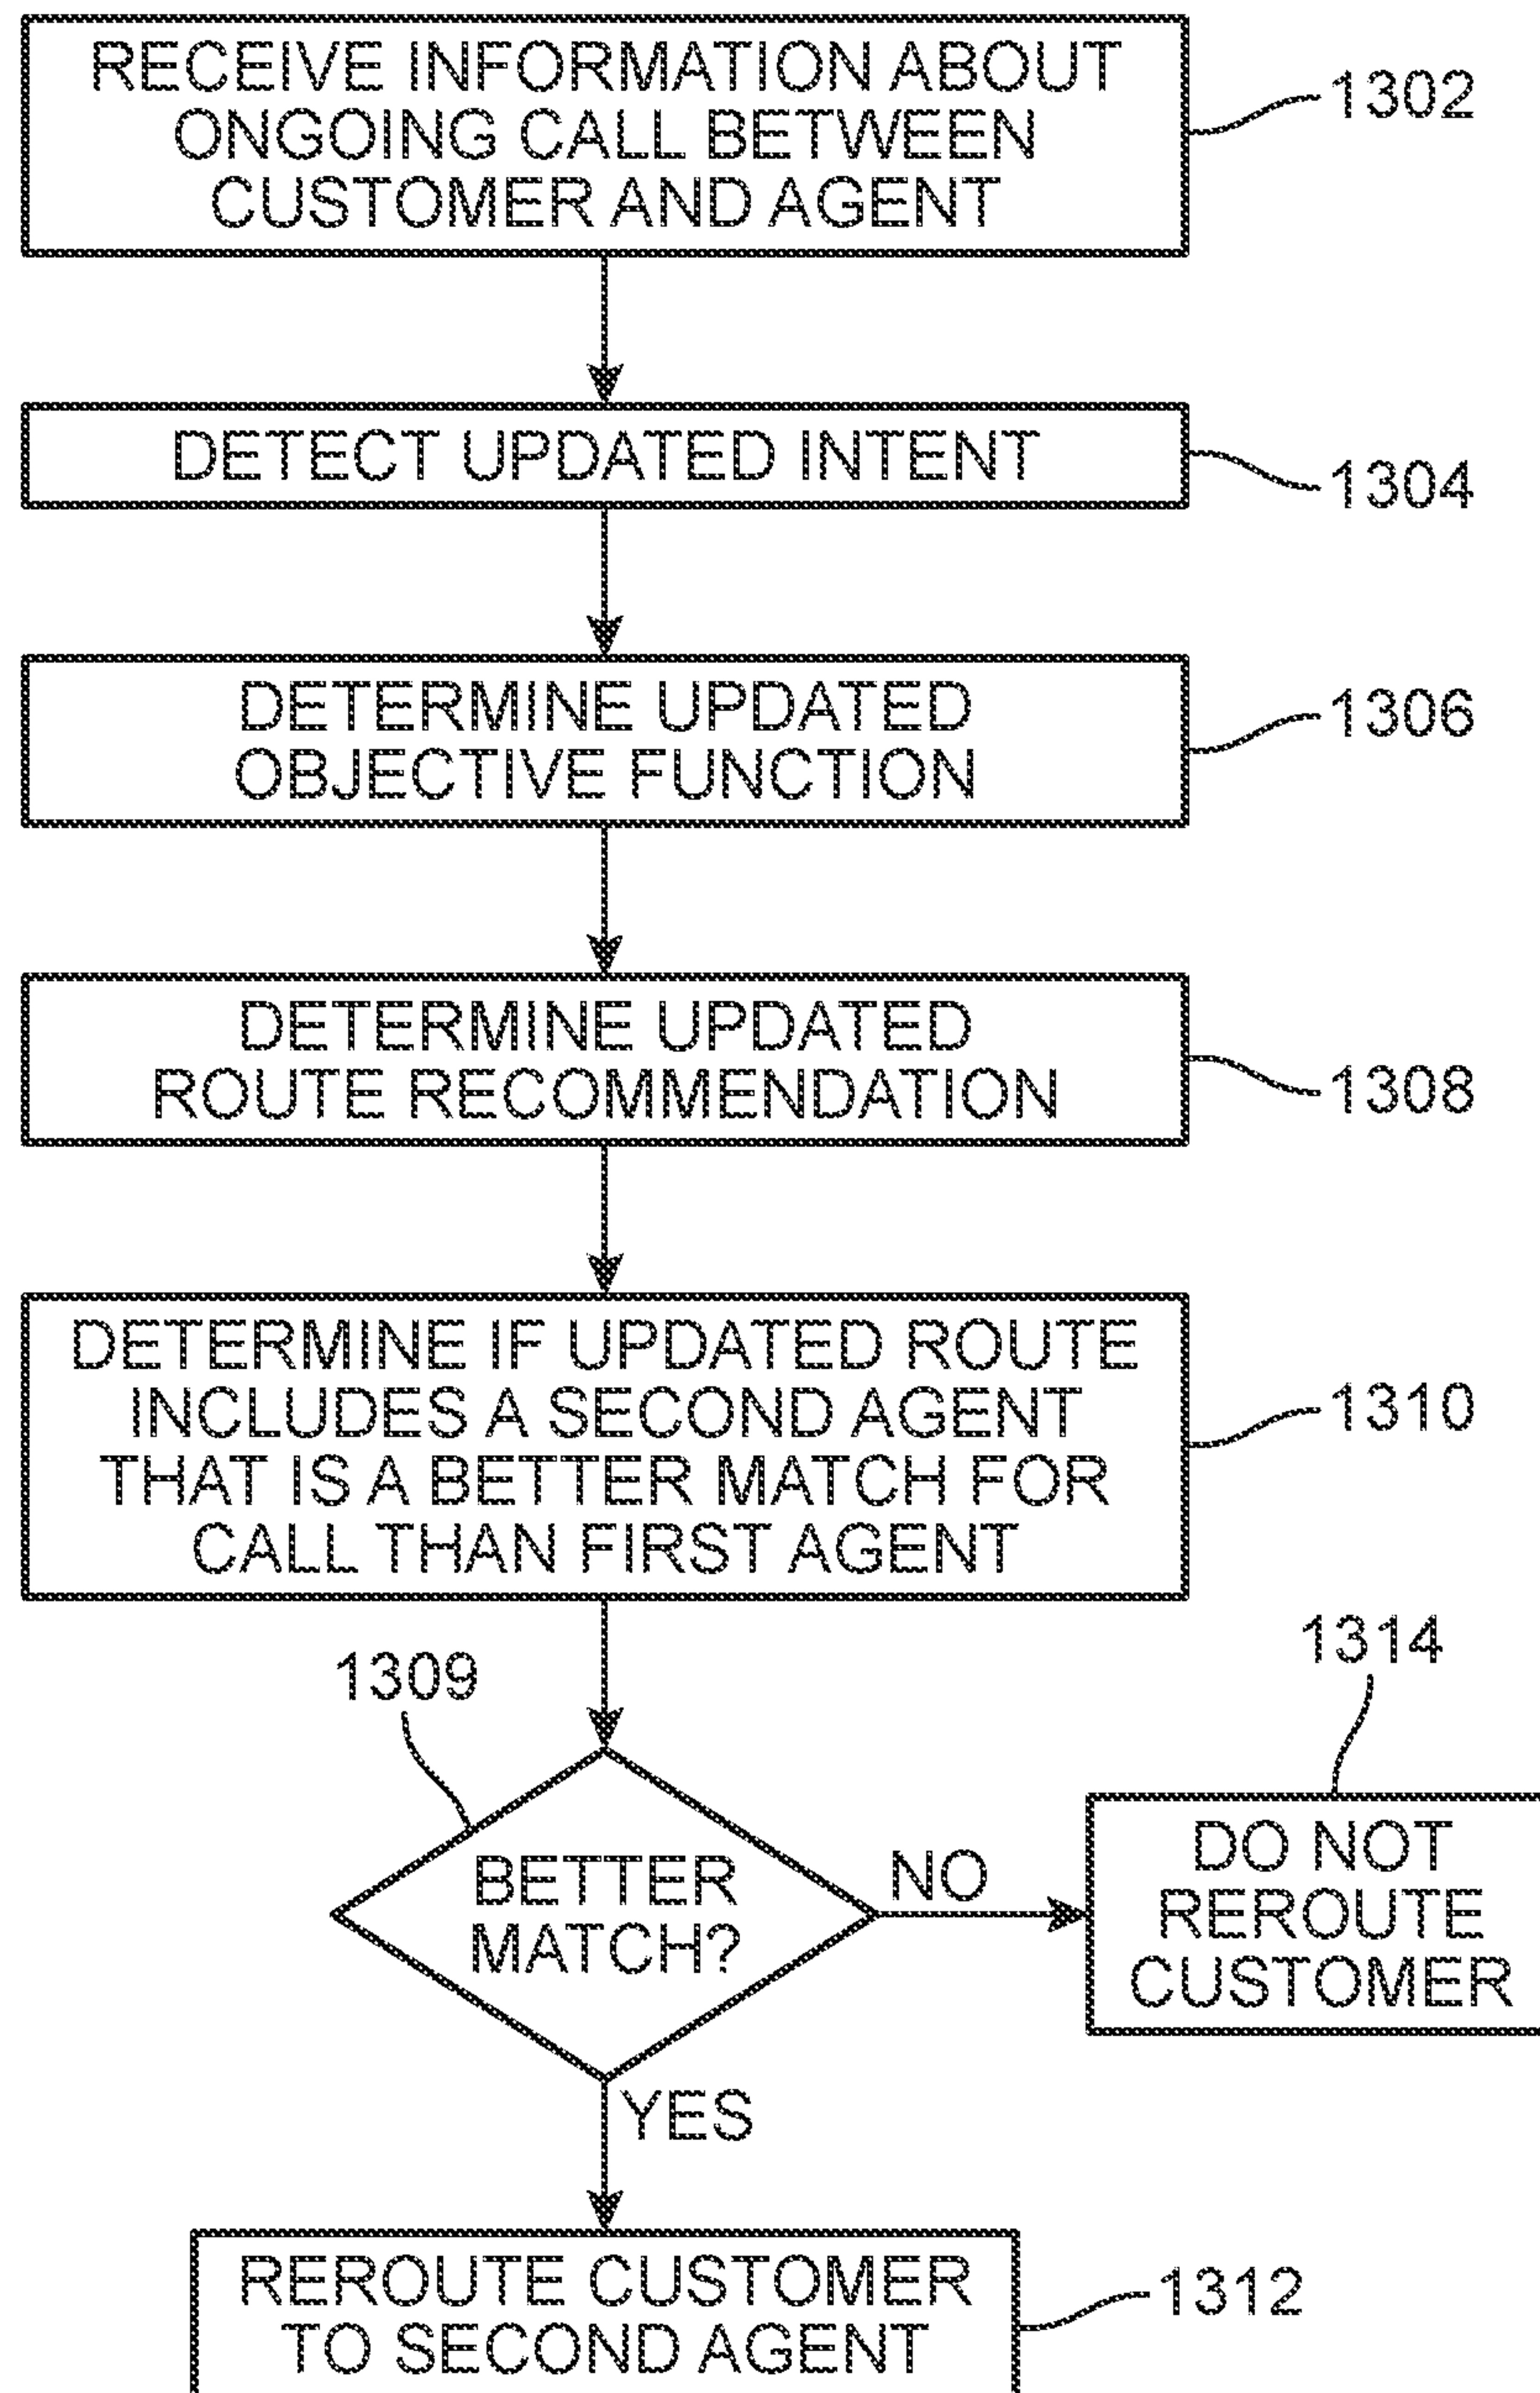 RECEIVE INFORMATION ABOUT
ONGOING CALL BETWEEN
CUSTOMER AND AGENT
1302
DETECT UPDATED INTENT
1304
DETERMINE UPDATED
OBJECTIVE FUNCTION
1306
DETERMINE UPDATED
ROUTE RECOMMENDATION
1308
DETERMINE IF UPDATED ROUTE
INCLUDES A SECOND AGENT
THAT IS A BETTER MATCH FOR
CALL THAN FIRST AGENT
1310
1309
BETTER
MATCH?
NO
1314
DO NOT
REROUTE
CUSTOMER
YES
REROUTE CUSTOMER
TO SECOND AGENT
1312